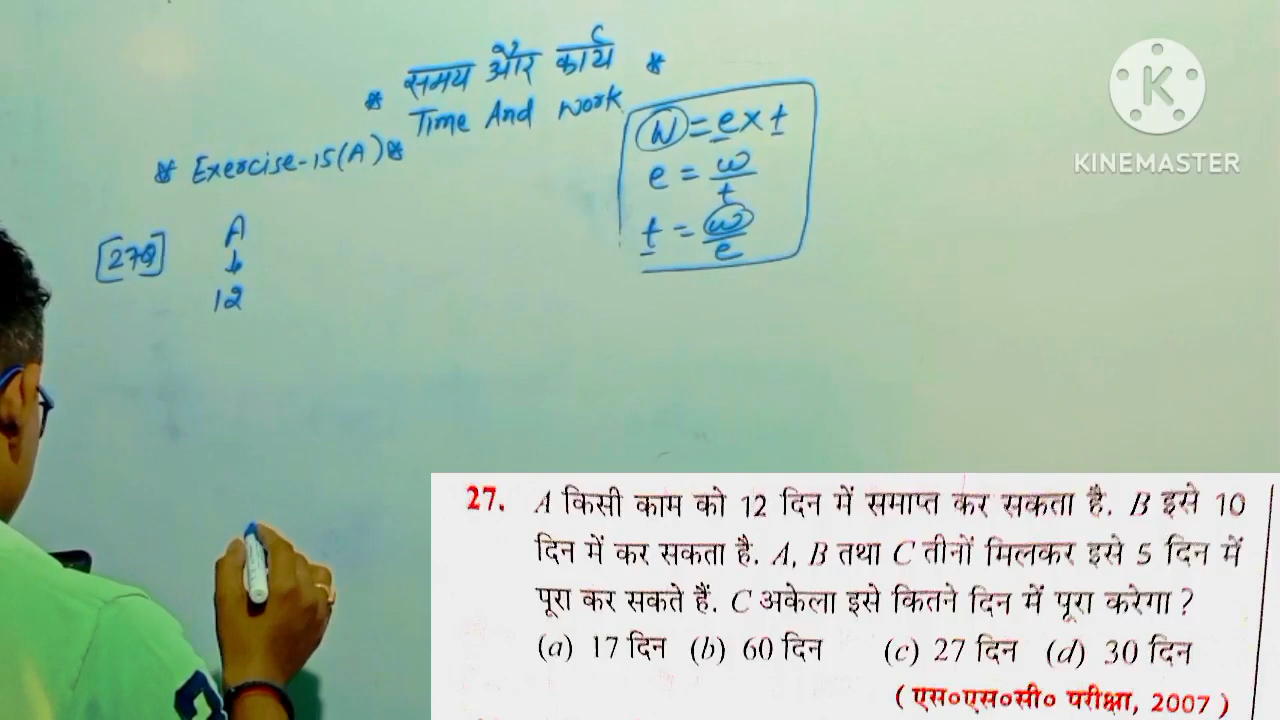 * समय और कार्य *
Time And work
* Exercise-15(A) *
[27Q]
A
12
W = e x t
e = w/t
t = w/e
KINEMASTER
27. A किसी काम को 12 दिन में समाप्त कर सकता है. B इसे 10
दिन में कर सकता है. A, B तथा C तीनों मिलकर इसे 5 दिन में
पूरा कर सकते हैं. C अकेला इसे कितने दिन में पूरा करेगा ?
(a) 17 दिन (b) 60 दिन (c) 27 दिन (d) 30 दिन
( एस०एस०सी० परीक्षा, 2007 )